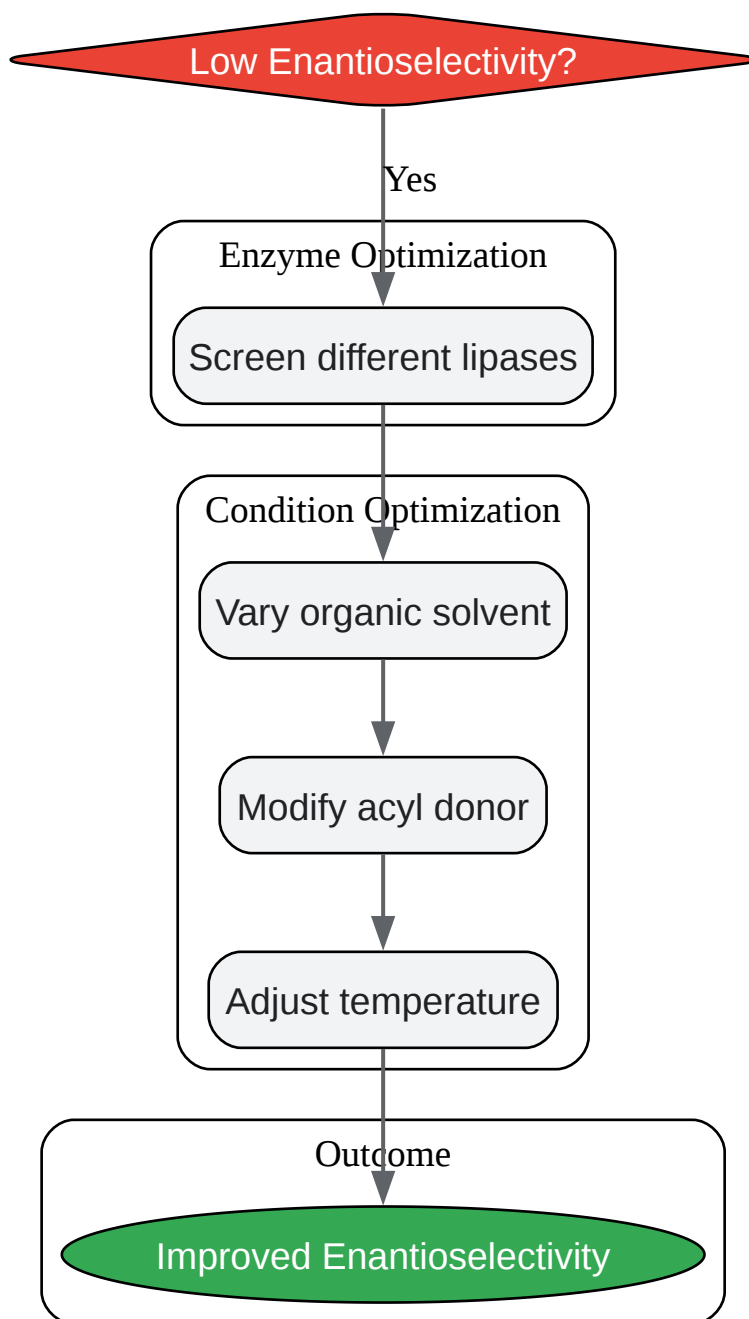 Low Enantioselectivity?
Yes
Enzyme Optimization
Screen different lipases
Condition Optimization
Vary organic solvent
Modify acyl donor
Adjust temperature
Outcome
Improved Enantioselectivity